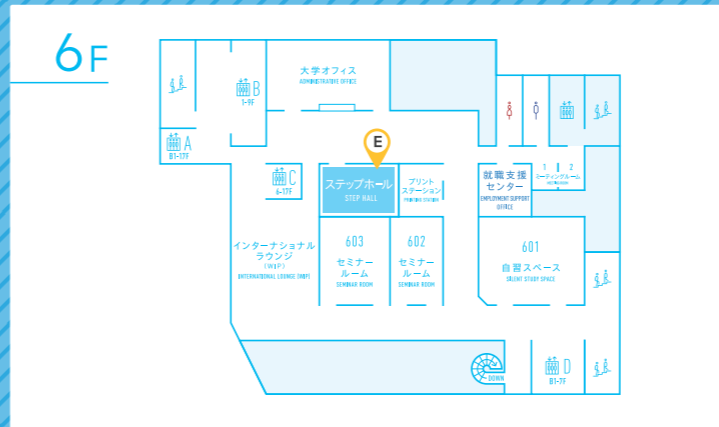 6F
大学オフィス
ADMINISTRATIVE OFFICE
B
1-9F
A
B1-17F
E
C
6-17F
ステップホール
STEP HALL
プリント
ステーション
PRINTING STATION
就職支援
センター
EMPLOYMENT SUPPORT
OFFICE
1 2
ミーティングルーム
インターナショナル
ラウンジ
(WIP)
INTERNATIONAL LOUNGE (WIP)
603
セミナー
ルーム
SEMINAR ROOM
602
セミナー
ルーム
SEMINAR ROOM
601
自習スペース
SILENT STUDY SPACE
DOWN
D
B1-7F